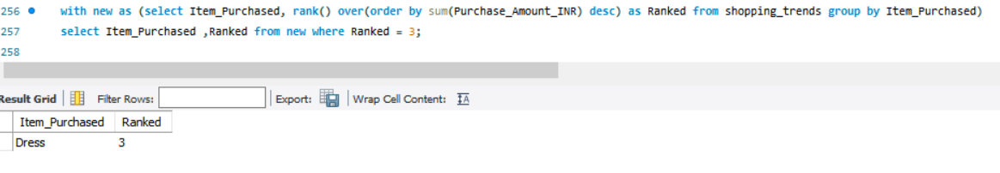 256 with new as (select Item_Purchased, rank() over(order by sum(Purchase_Amount_INR) desc) as Ranked from shopping_trends group by Item_Purchased)
257 select Item_Purchased ,Ranked from new where Ranked = 3;
258
Result Grid Filter Rows: Export: Wrap Cell Content: IA
Item_Purchased Ranked
Dress 3